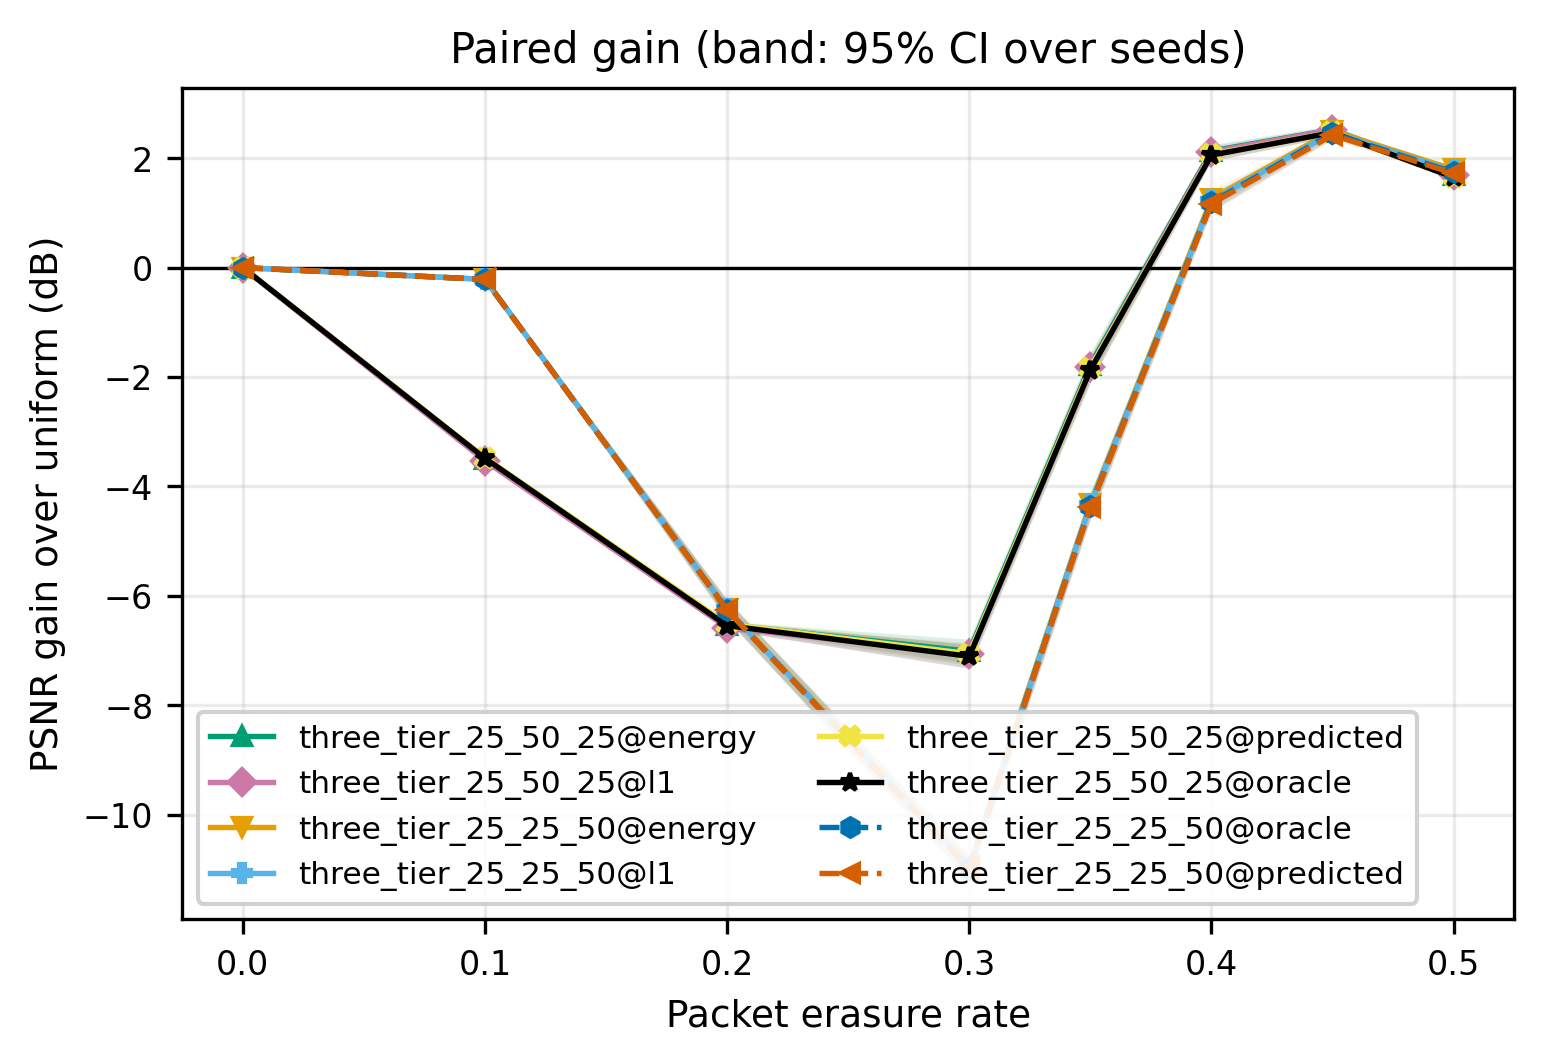 Paired gain (band: 95% CI over seeds)
PSNR gain over uniform (dB)
2
0
−2
−4
−6
−8
−10
three_tier_25_50_25@energy
three_tier_25_50_25@l1
three_tier_25_25_50@energy
three_tier_25_25_50@l1
three_tier_25_50_25@predicted
three_tier_25_50_25@oracle
three_tier_25_25_50@oracle
three_tier_25_25_50@predicted
0.0 0.1 0.2 0.3 0.4 0.5
Packet erasure rate